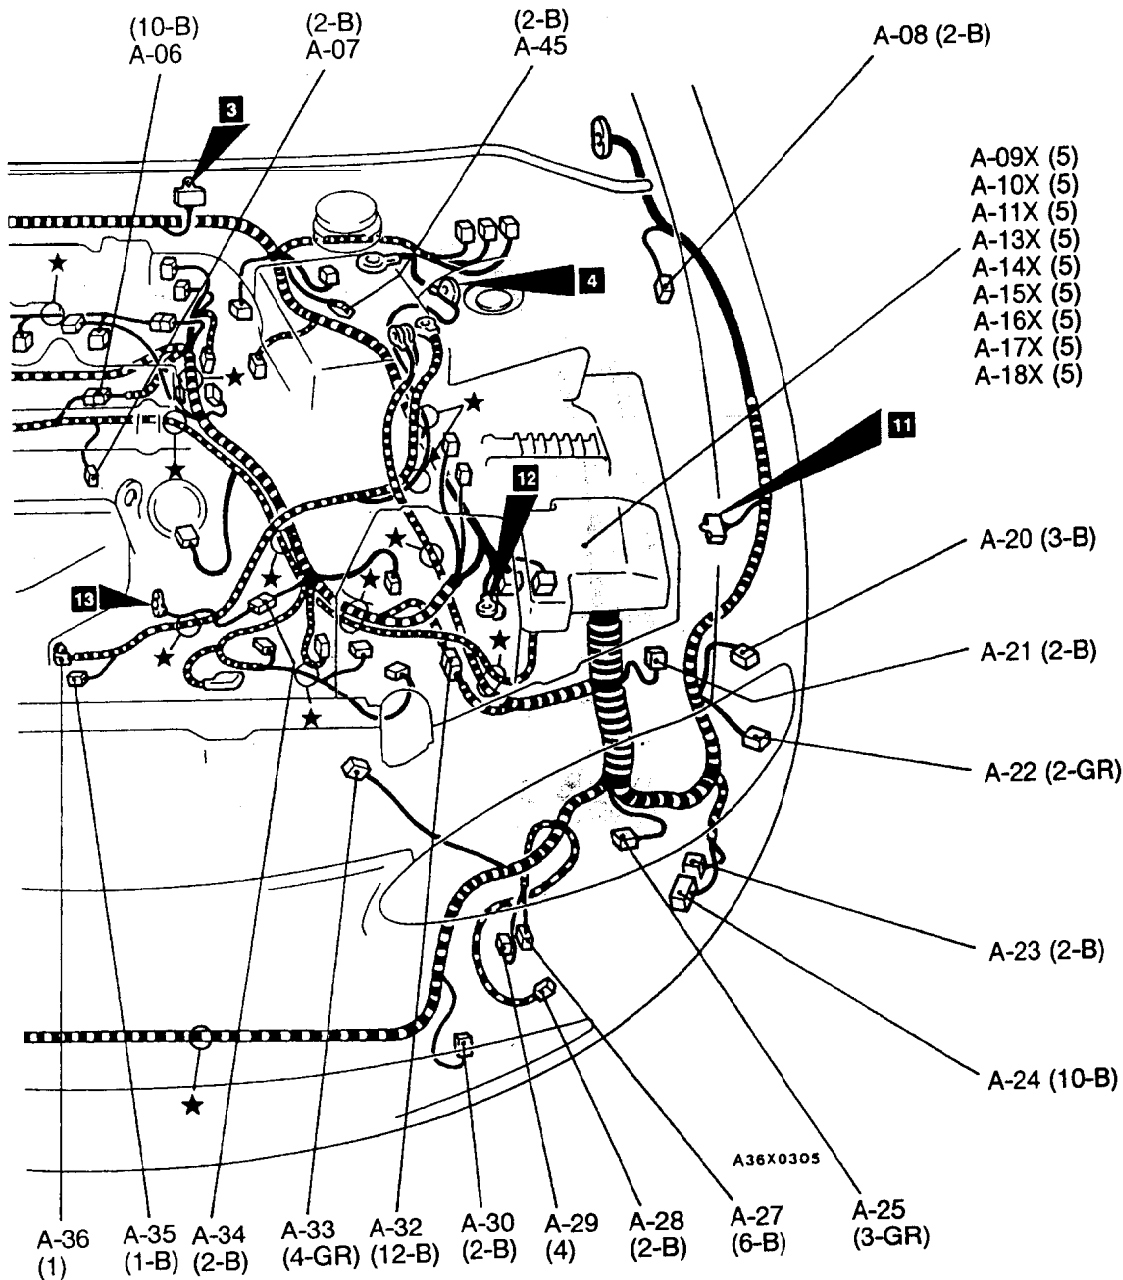 (10-B)
A-06
(2-B)
A-07
(2-B)
A-45
A-08 (2-B)
3
A-09X (5)
A-10X (5)
A-11X (5)
A-13X (5)
A-14X (5)
A-15X (5)
A-16X (5)
A-17X (5)
A-18X (5)
4
11
12
A-20 (3-B)
13
A-21 (2-B)
A-22 (2-GR)
A-23 (2-B)
A-24 (10-B)
A36X0305
A-36
(1)
A-35
(1-B)
A-34
(2-B)
A-33
(4-GR)
A-32
(12-B)
A-30
(2-B)
A-29
(4)
A-28
(2-B)
A-27
(6-B)
A-25
(3-GR)